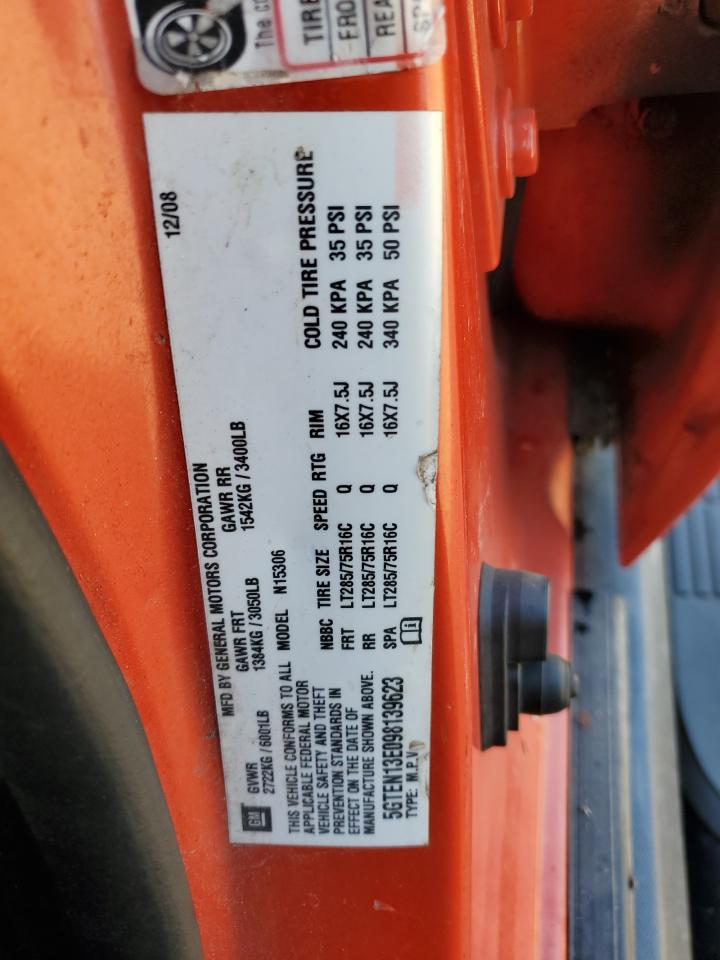 The
TIRE
FRO
REA
MFD BY GENERAL MOTORS CORPORATION 12/08
GM GVWR GAWR FRT GAWR RR
2722KG / 6001LB 1384KG / 3050LB 1542KG / 3400LB
THIS VEHICLE CONFORMS TO ALL
APPLICABLE FEDERAL MOTOR
VEHICLE SAFETY AND THEFT
PREVENTION STANDARDS IN
EFFECT ON THE DATE OF
MANUFACTURE SHOWN ABOVE.
5GTEN13E098139623
TYPE: M.P.V
MODEL N15306
NBBC TIRE SIZE SPEED RTG RIM COLD TIRE PRESSURE
FRT LT285/75R16C Q 16X7.5J 240 KPA 35 PSI
RR LT285/75R16C Q 16X7.5J 240 KPA 35 PSI
SPA LT285/75R16C Q 16X7.5J 340 KPA 50 PSI